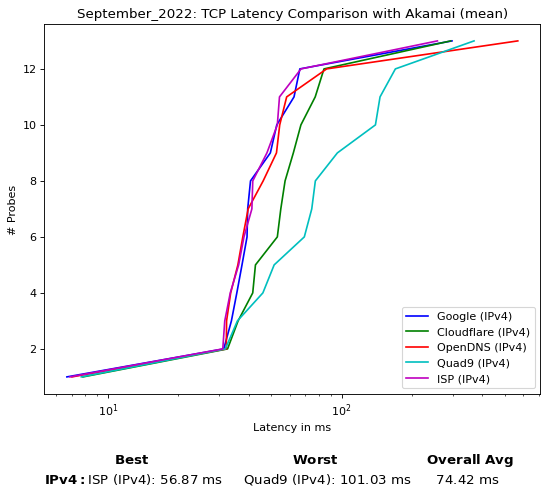 September_2022: TCP Latency Comparison with Akamai (mean)
12
10
8
6
4
2
# Probes
Google (IPv4)
Cloudflare (IPv4)
OpenDNS (IPv4)
Quad9 (IPv4)
ISP (IPv4)
10¹ 10²
Latency in ms
Best Worst Overall Avg
IPv4: ISP (IPv4): 56.87 ms Quad9 (IPv4): 101.03 ms 74.42 ms